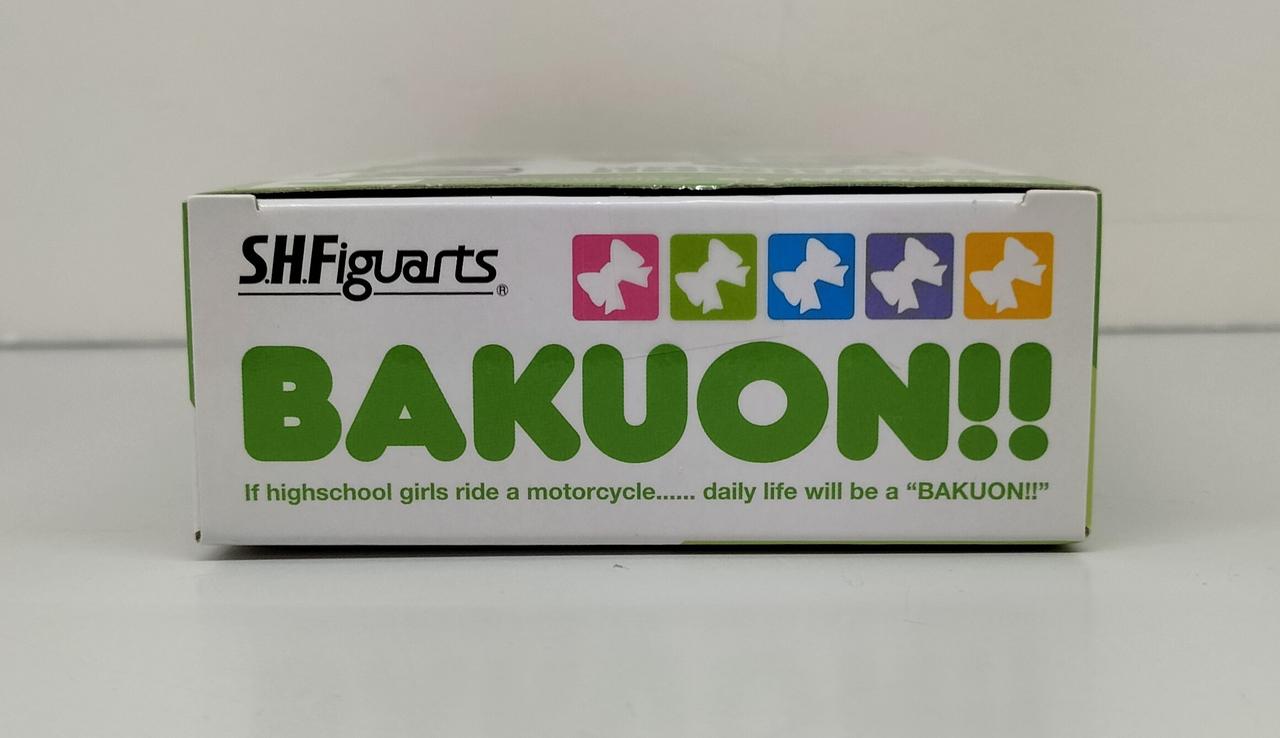 S.H.Figuarts®
BAKUON!!
If highschool girls ride a motorcycle...... daily life will be a “BAKUON!!”